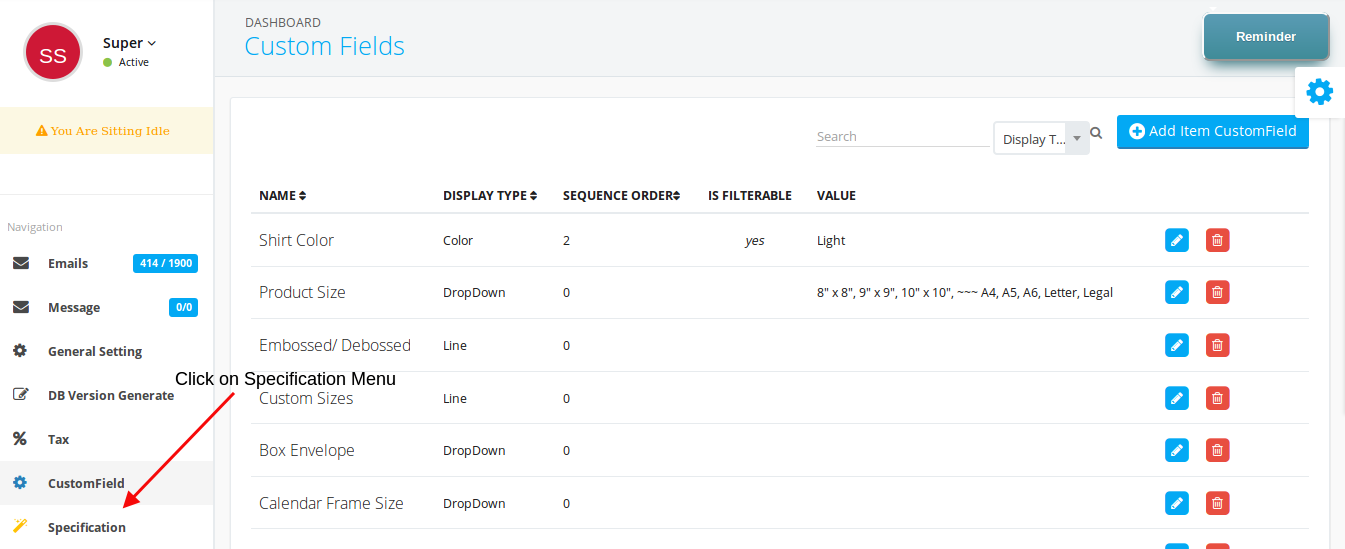 SS
Super
Active
You Are Sitting Idle
Navigation
Emails 414 / 1900
Message 0/0
General Setting
DB Version Generate
Tax
CustomField
Specification
Click on Specification Menu
DASHBOARD
Custom Fields
Reminder
Search Display T... Add Item CustomField
NAME DISPLAY TYPE SEQUENCE ORDER IS FILTERABLE VALUE
Shirt Color Color 2 yes Light
Product Size DropDown 0 8" x 8", 9" x 9", 10" x 10", ~~~ A4, A5, A6, Letter, Legal
Embossed/ Debossed Line 0
Custom Sizes Line 0
Box Envelope DropDown 0
Calendar Frame Size DropDown 0